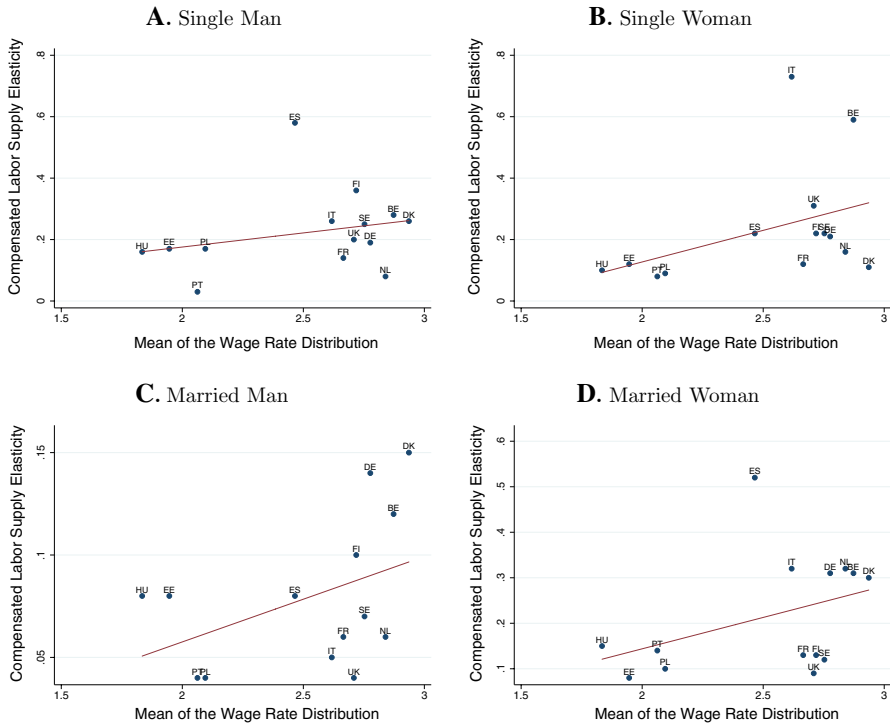 A. Single Man
Compensated Labor Supply Elasticity
.8
.6
.4
.2
0
ES
FI
IT
SE
BE
DK
UK
DE
HU
EE
PL
FR
NL
PT
1.5 2 2.5 3
Mean of the Wage Rate Distribution
B. Single Woman
Compensated Labor Supply Elasticity
.8
.6
.4
.2
0
IT
BE
UK
ES
FI
SE
DE
NL
HU
EE
FR
DK
PT
PL
1.5 2 2.5 3
Mean of the Wage Rate Distribution
C. Married Man
Compensated Labor Supply Elasticity
.15
.1
.05
DK
DE
BE
FI
HU
EE
ES
SE
FR
NL
IT
PT
PL
UK
1.5 2 2.5 3
Mean of the Wage Rate Distribution
D. Married Woman
Compensated Labor Supply Elasticity
.6
.5
.4
.3
.2
.1
ES
IT
DE
NL
BE
DK
HU
PT
FR
FI
SE
PL
UK
EE
1.5 2 2.5 3
Mean of the Wage Rate Distribution